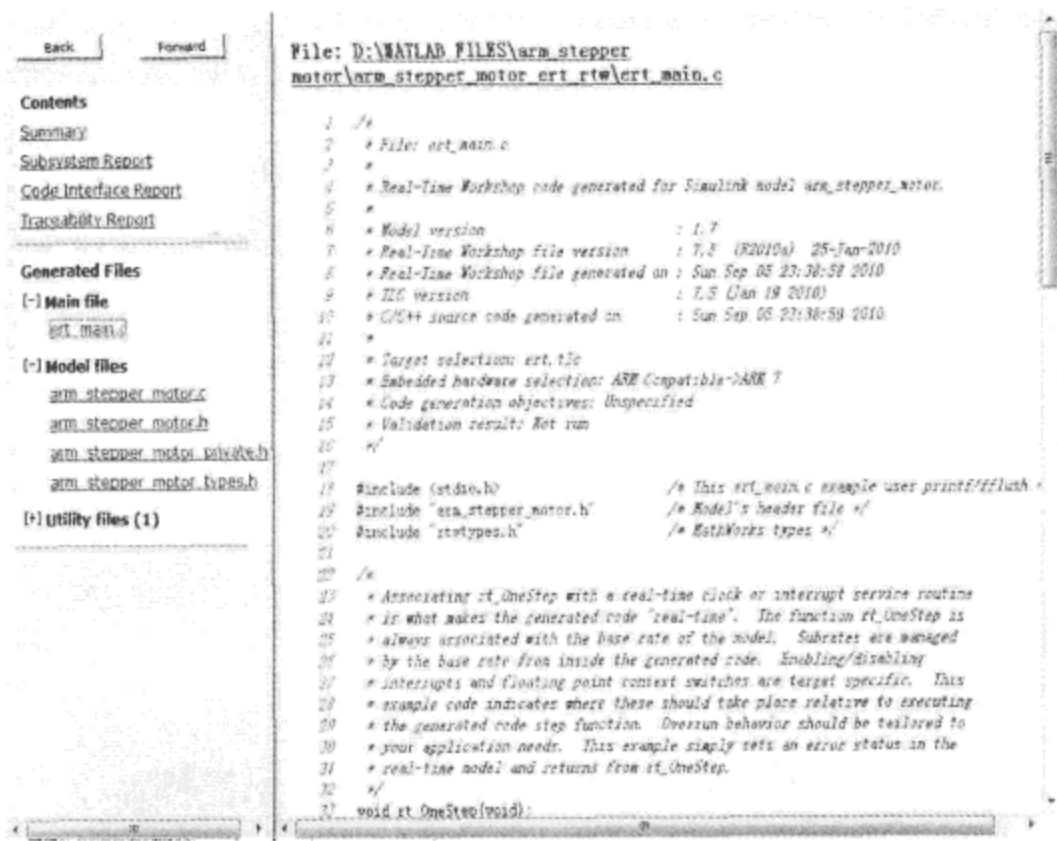 Back Forward
Contents
Summary
Subsystem Report
Code Interface Report
Traceability Report
Generated Files
[-] Main file
ert_main.c
[-] Model files
arm_stepper_motor.c
arm_stepper_motor.h
arm_stepper_motor_private.h
arm_stepper_motor_types.h
[+] Utility files (1)
File: D:\MATLAB FILES\arm_stepper
motor\arm_stepper_motor_ert_rtw\ert_main.c
1 /*
2 * File: ert_main.c
3 *
4 * Real-Time Workshop code generated for Simulink model arm_stepper_motor.
5 *
6 * Model version : 1.7
7 * Real-Time Workshop file version : 7.5 (R2010a) 25-Jan-2010
8 * Real-Time Workshop file generated on : Sun Sep 05 23:38:58 2010
9 * TLC version : 7.5 (Jan 19 2010)
10 * C/C++ source code generated on : Sun Sep 05 23:38:59 2010
11 *
12 * Target selection: ert.tlc
13 * Embedded hardware selection: ARM Compatible->ARM 7
14 * Code generation objectives: Unspecified
15 * Validation result: Not run
16 */
17
18 #include <stdio.h> /* This ert_main.c example uses printf/fflush *
19 #include "arm_stepper_motor.h" /* Model's header file */
20 #include "rtwtypes.h" /* MathWorks types */
21
22 /*
23 * Associating rt_OneStep with a real-time clock or interrupt service routine
24 * is what makes the generated code "real-time". The function rt_OneStep is
25 * always associated with the base rate of the model. Subrates are managed
26 * by the base rate from inside the generated code. Enabling/disabling
27 * interrupts and floating point context switches are target specific. This
28 * example code indicates where these should take place relative to executing
29 * the generated code step function. Overrun behavior should be tailored to
30 * your application needs. This example simply sets an error status in the
31 * real-time model and returns from rt_OneStep.
32 */
33 void rt_OneStep(void);